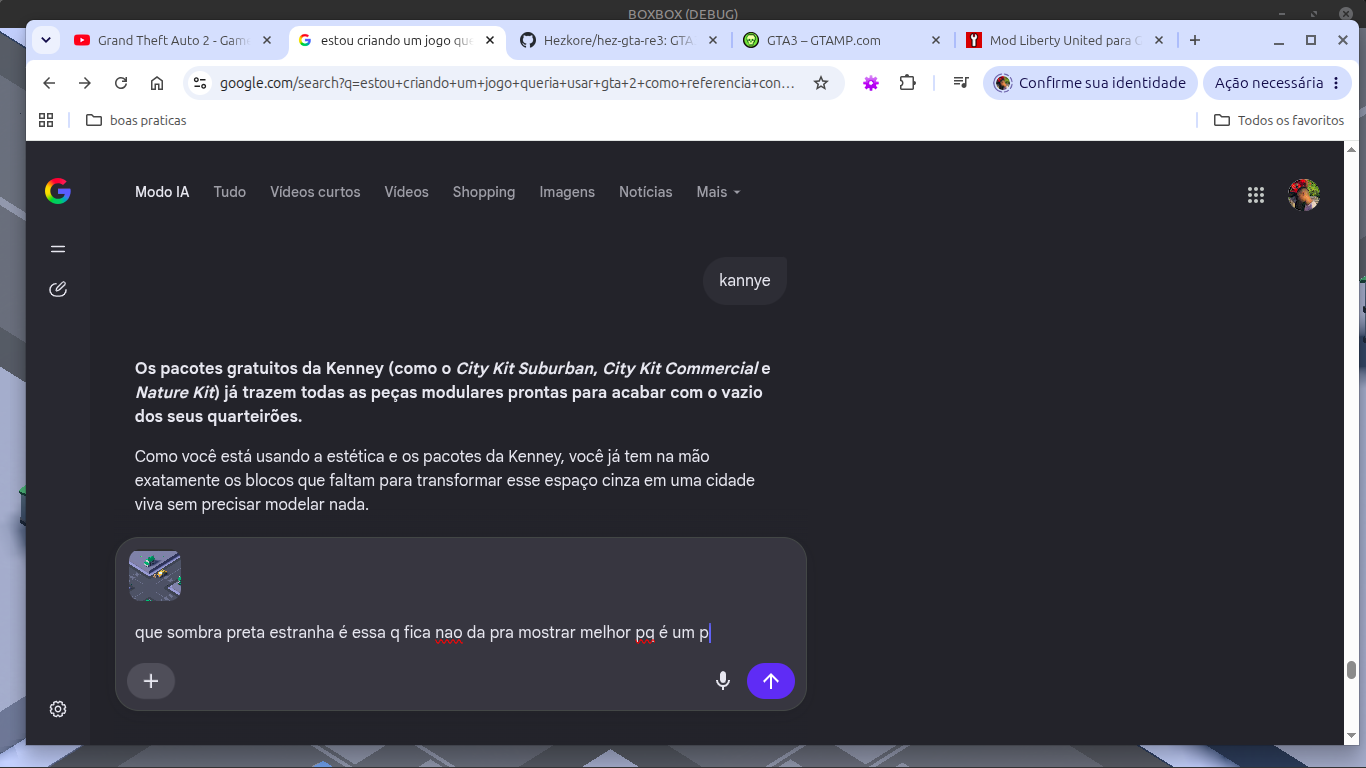 BOXBOX (DEBUG)
Grand Theft Auto 2 - Gam
estou criando um jogo que
Hezkore/hez-gta-re3: GTA
GTA3 – GTAMP.com
Mod Liberty United para G
google.com/search?q=estou+criando+um+jogo+queria+usar+gta+2+como+referencia+con...
Confirme sua identidade
Ação necessária
boas praticas
Todos os favoritos
Modo IA
Tudo
Vídeos curtos
Vídeos
Shopping
Imagens
Notícias
Mais
kannye
Os pacotes gratuitos da Kenney (como o City Kit Suburban, City Kit Commercial e
Nature Kit) já trazem todas as peças modulares prontas para acabar com o vazio
dos seus quarteirões.
Como você está usando a estética e os pacotes da Kenney, você já tem na mão
exatamente os blocos que faltam para transformar esse espaço cinza em uma cidade
viva sem precisar modelar nada.
que sombra preta estranha é essa q fica nao da pra mostrar melhor pq é um p